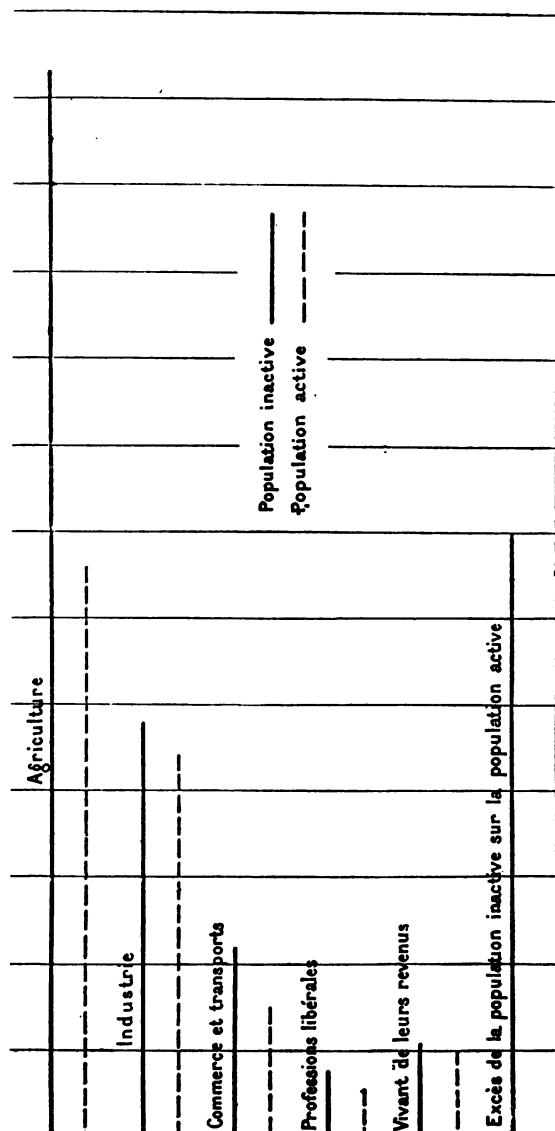 Agriculture
Industrie
Commerce et transports
Professions libérales
Vivant de leurs revenus
Excès de la population inactive sur la population active
Population inactive
Population active